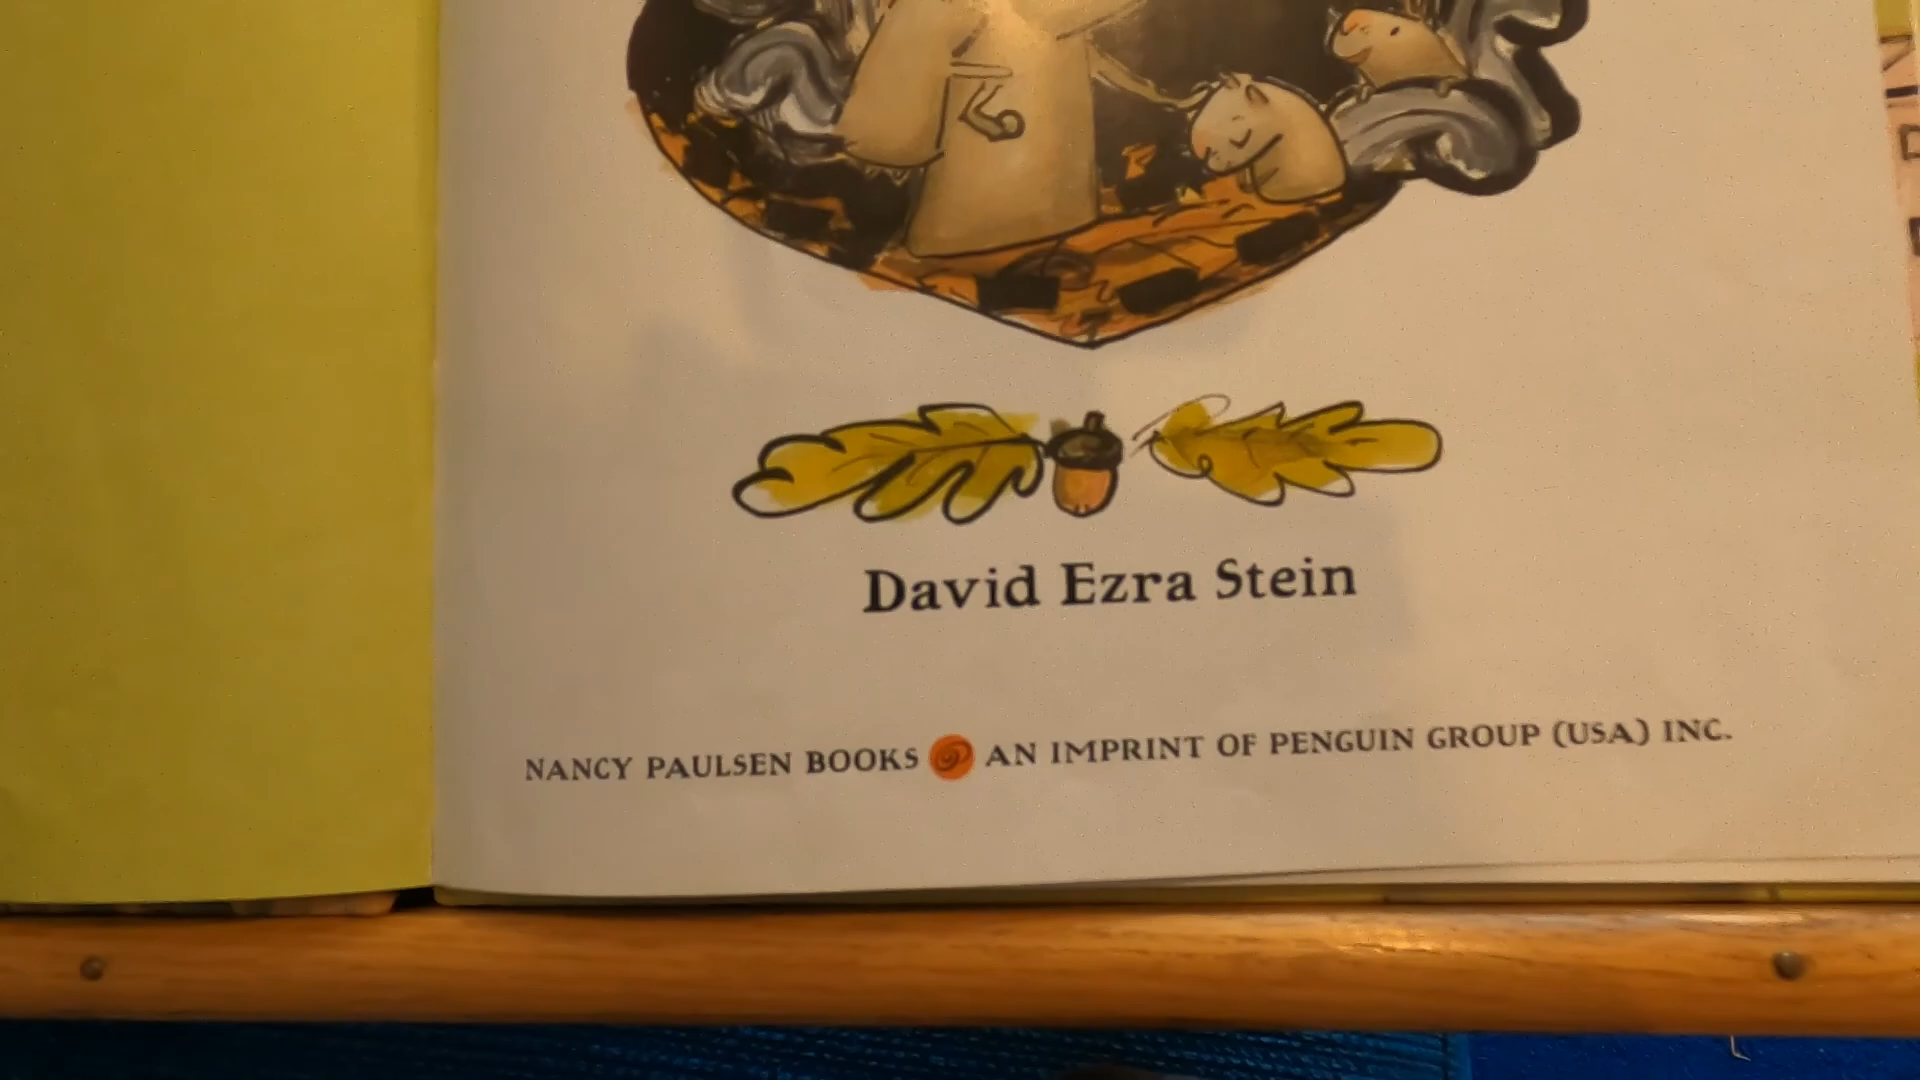 David Ezra Stein
NANCY PAULSEN BOOKS AN IMPRINT OF PENGUIN GROUP (USA) INC.